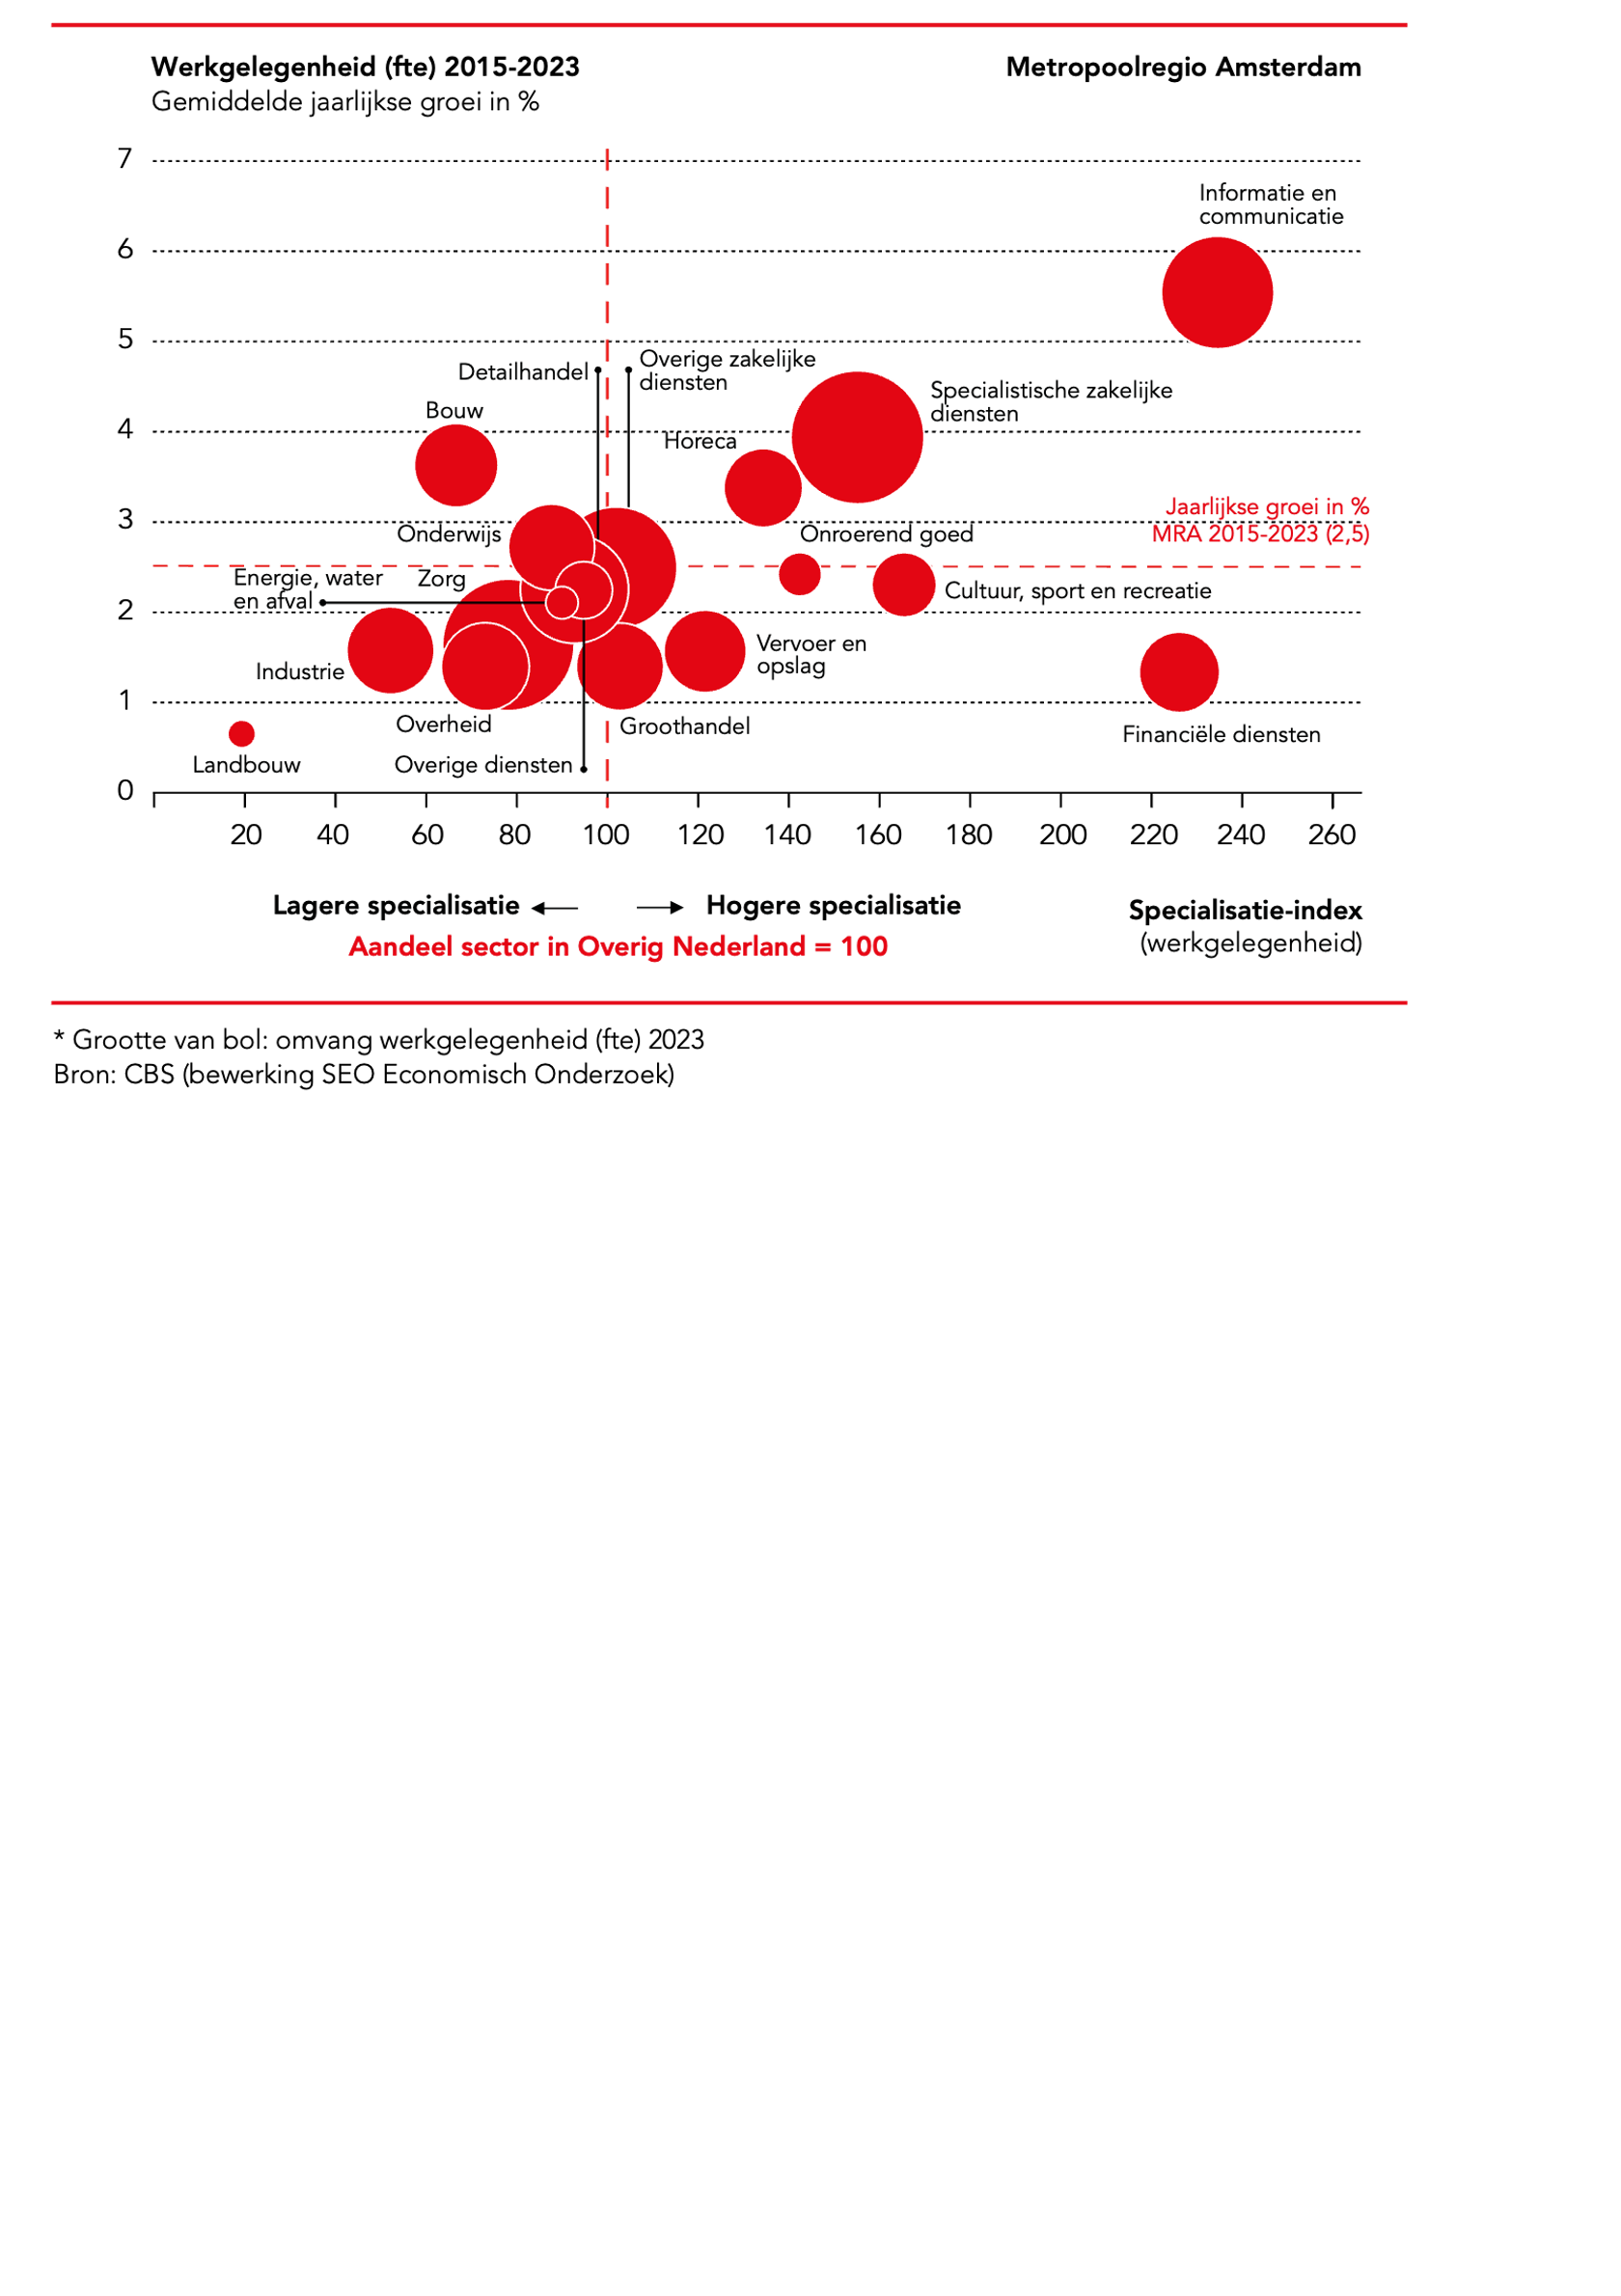 Werkgelegenheid (fte) 2015-2023
Metropoolregio Amsterdam
Gemiddelde jaarlijkse groei in %
7
Informatie en
communicatie
6
5
Detailhandel
Overige zakelijke
diensten
Bouw
Specialistische zakelijke
diensten
4
Horeca
3
Jaarlijkse groei in %
MRA 2015-2023 (2,5)
Onderwijs
Onroerend goed
Energie, water
en afval
Zorg
Cultuur, sport en recreatie
2
Vervoer en
opslag
Industrie
1
Overheid
Groothandel
Financiële diensten
Landbouw
Overige diensten
0
20 40 60 80 100 120 140 160 180 200 220 240 260
Lagere specialisatie
Hogere specialisatie
Specialisatie-index
(werkgelegenheid)
Aandeel sector in Overig Nederland = 100
* Grootte van bol: omvang werkgelegenheid (fte) 2023
Bron: CBS (bewerking SEO Economisch Onderzoek)